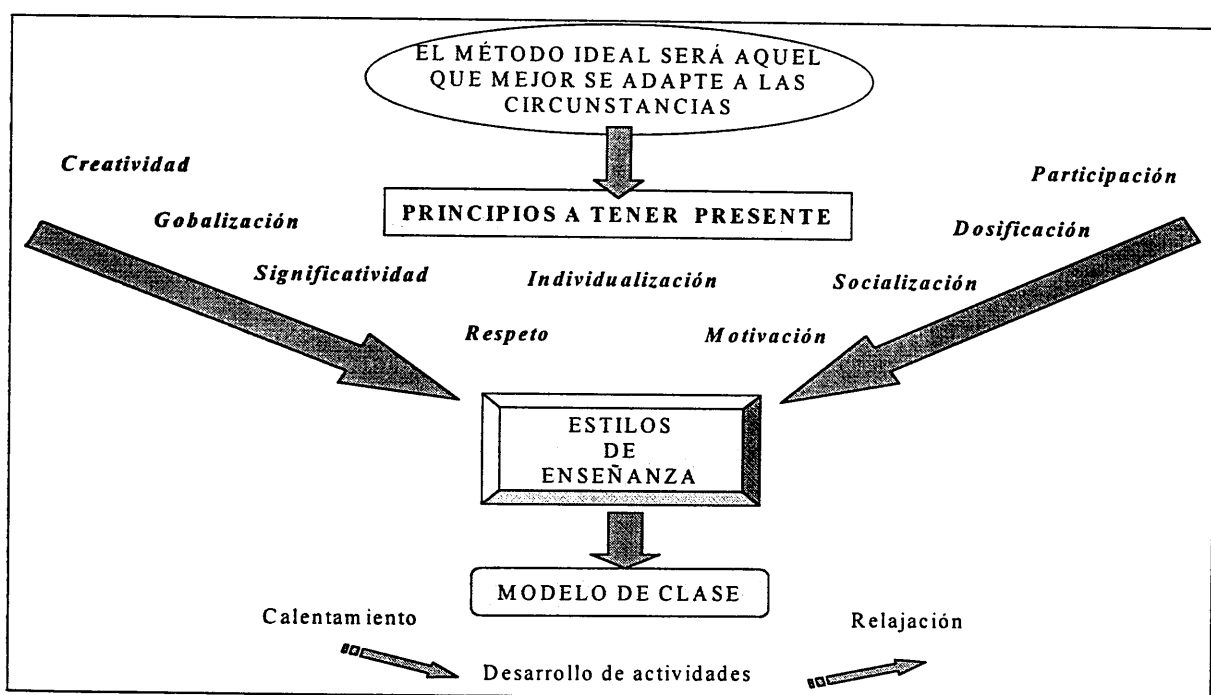 EL MÉTODO IDEAL SERÁ AQUEL
QUE MEJOR SE ADAPTE A LAS
CIRCUNSTANCIAS
Creatividad
Participación
PRINCIPIOS A TENER PRESENTE
Gobalización
Dosificación
Significatividad
Individualización
Socialización
Respeto
Motivación
ESTILOS
DE
ENSEÑANZA
MODELO DE CLASE
Calentamiento
Relajación
Desarrollo de actividades